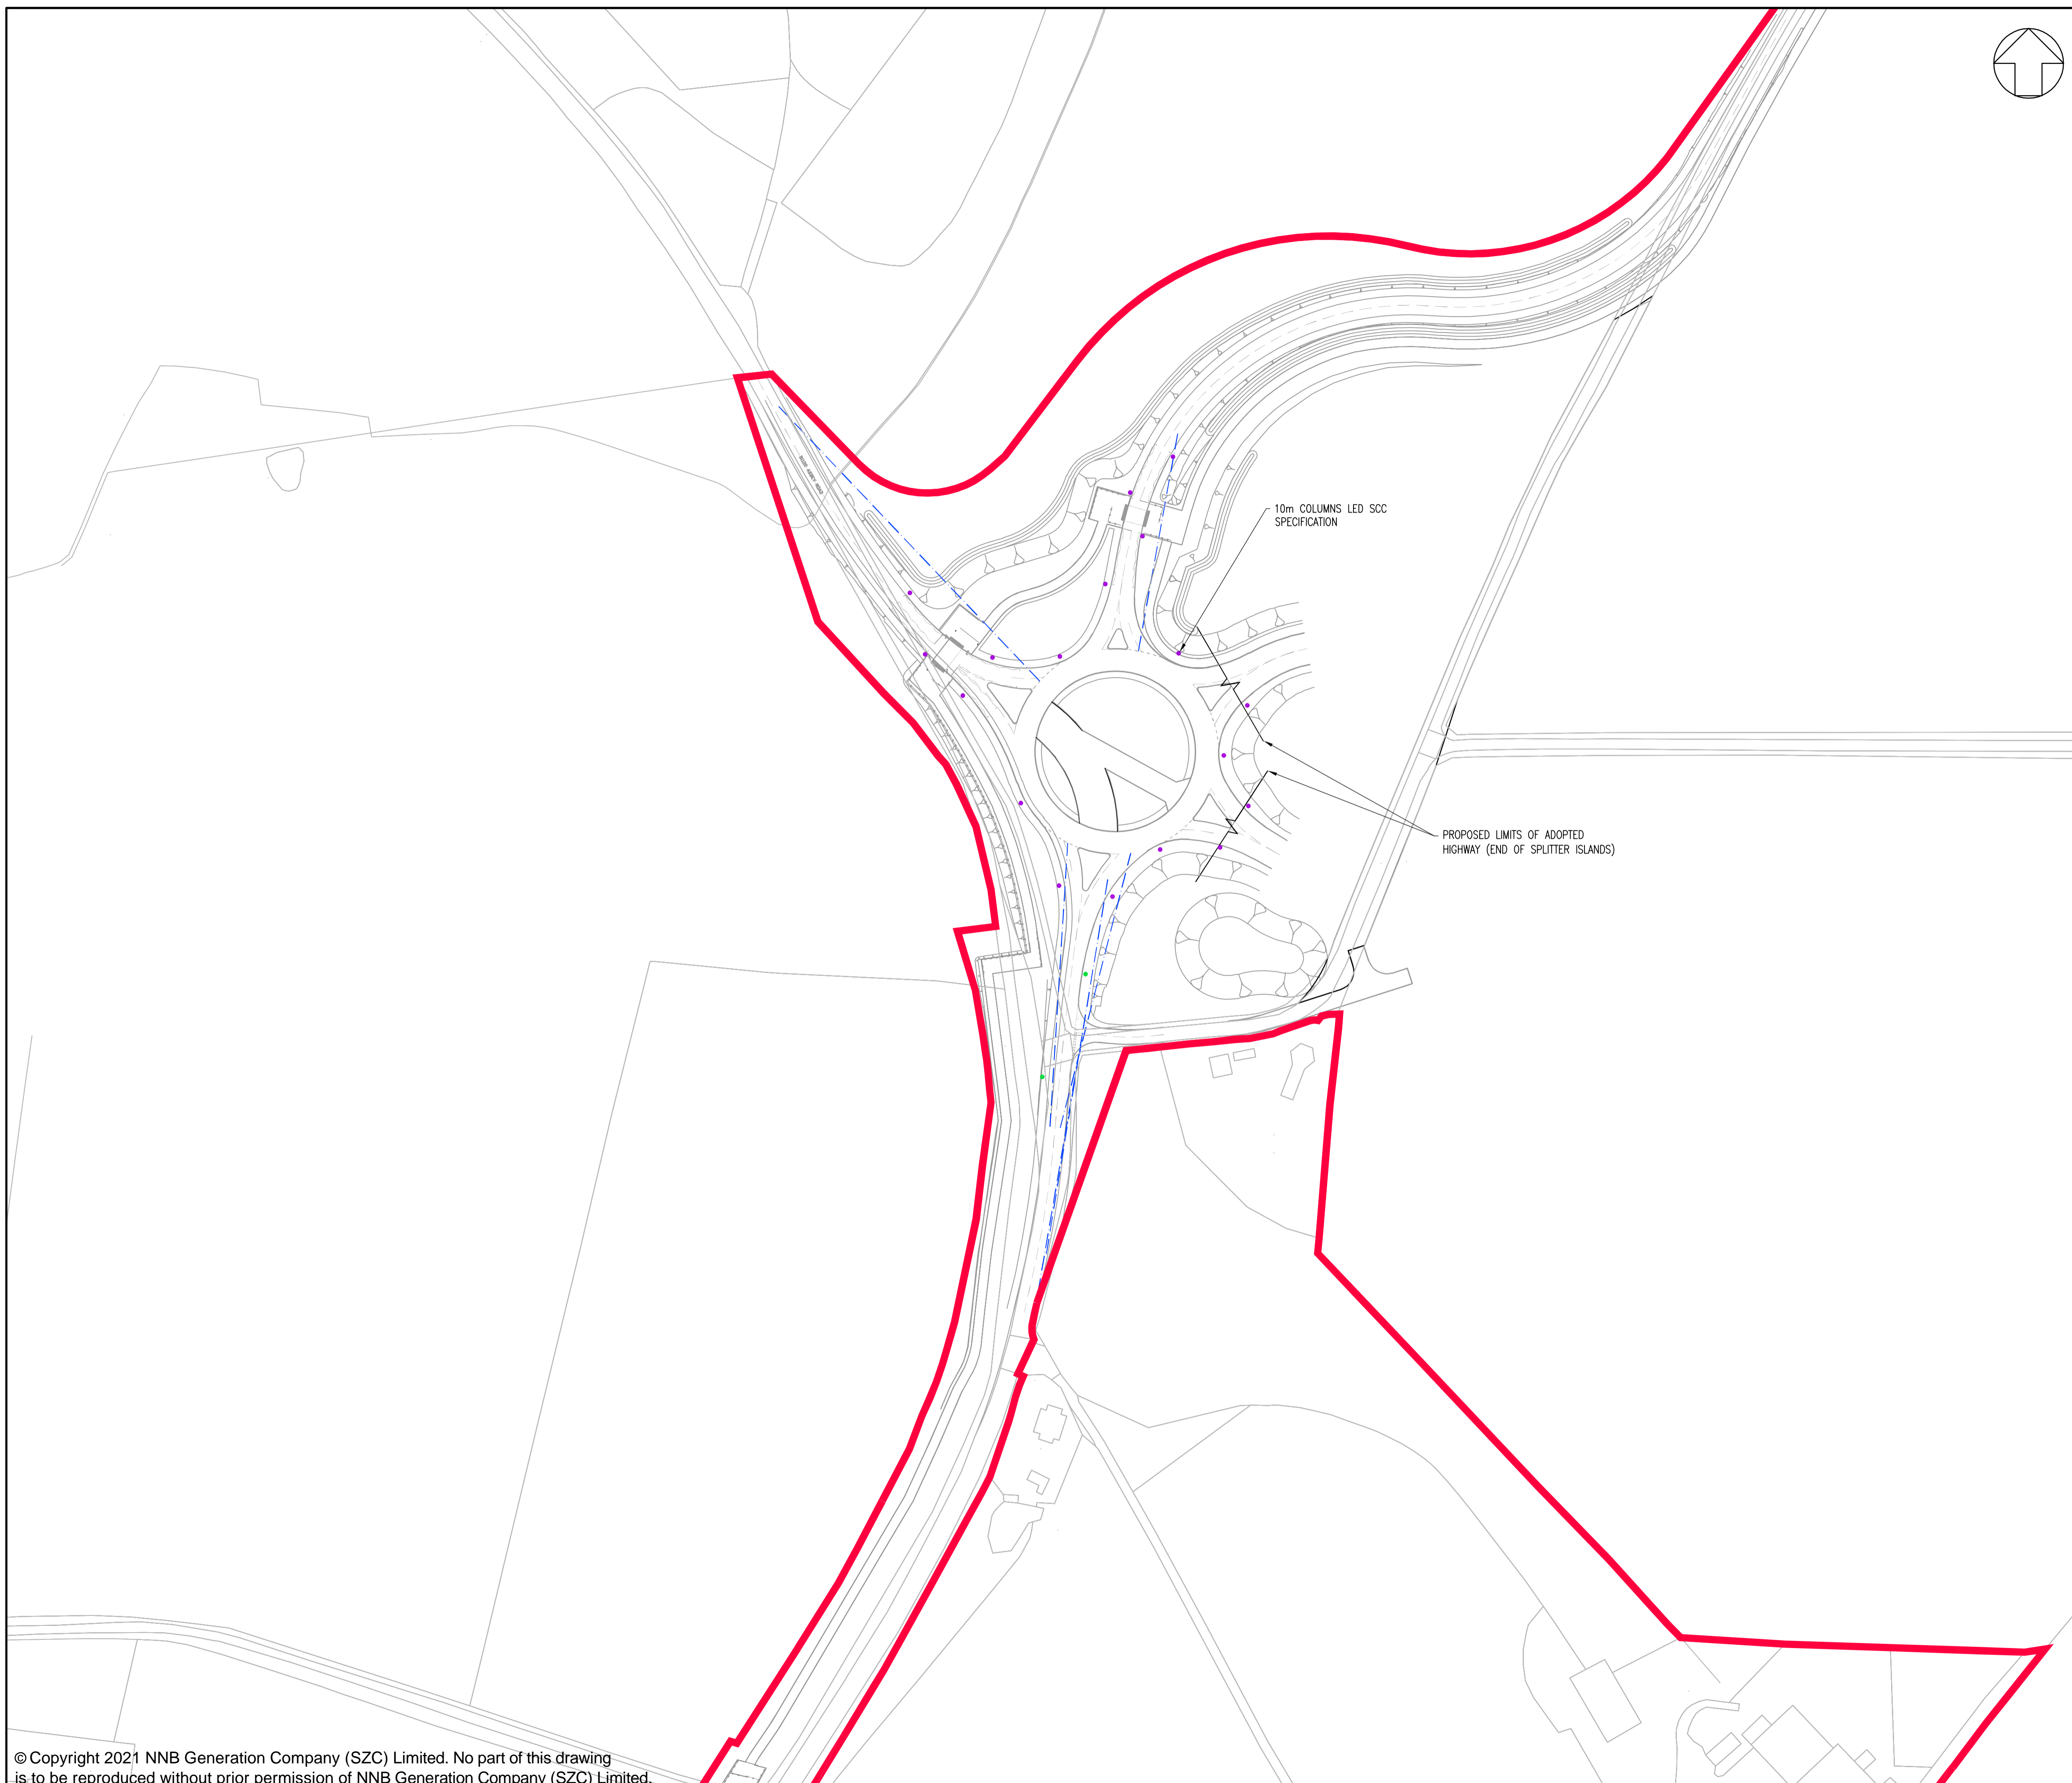 10m COLUMNS LED SCC
SPECIFICATION
PROPOSED LIMITS OF ADOPTED
HIGHWAY (END OF SPLITTER ISLANDS)
© Copyright 2021 NNB Generation Company (SZC) Limited. No part of this drawing
is to be reproduced without prior permission of NNB Generation Company (SZC) Limited.